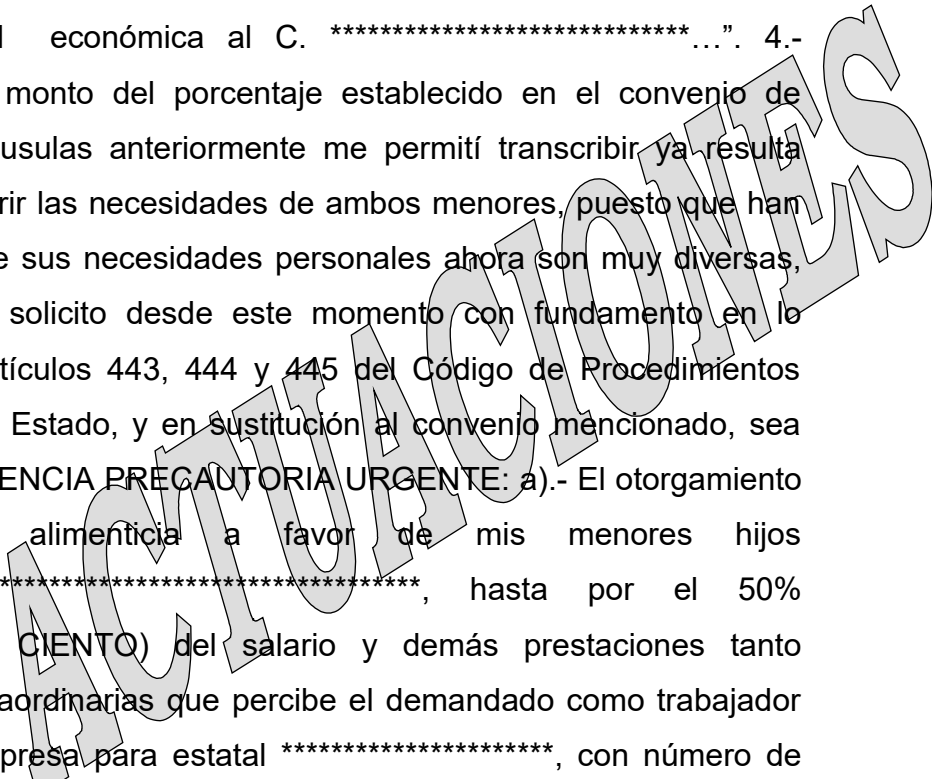 económica al C. *****************************…”. 4.-
monto del porcentaje establecido en el convenio de
usulas anteriormente me permití transcribir ya resulta
rir las necesidades de ambos menores, puesto que han
e sus necesidades personales ahora son muy diversas,
solicito desde este momento con fundamento en lo
tículos 443, 444 y 445 del Código de Procedimientos
Estado, y en sustitución al convenio mencionado, sea
ENCIA PRECAUTORIA URGENTE: a).- El otorgamiento
alimenticia a favor de mis menores hijos
**********************************, hasta por el 50%
CIENTO) del salario y demás prestaciones tanto
aordinarias que percibe el demandado como trabajador
presa para estatal **********************, con número de
ACTUACIONES